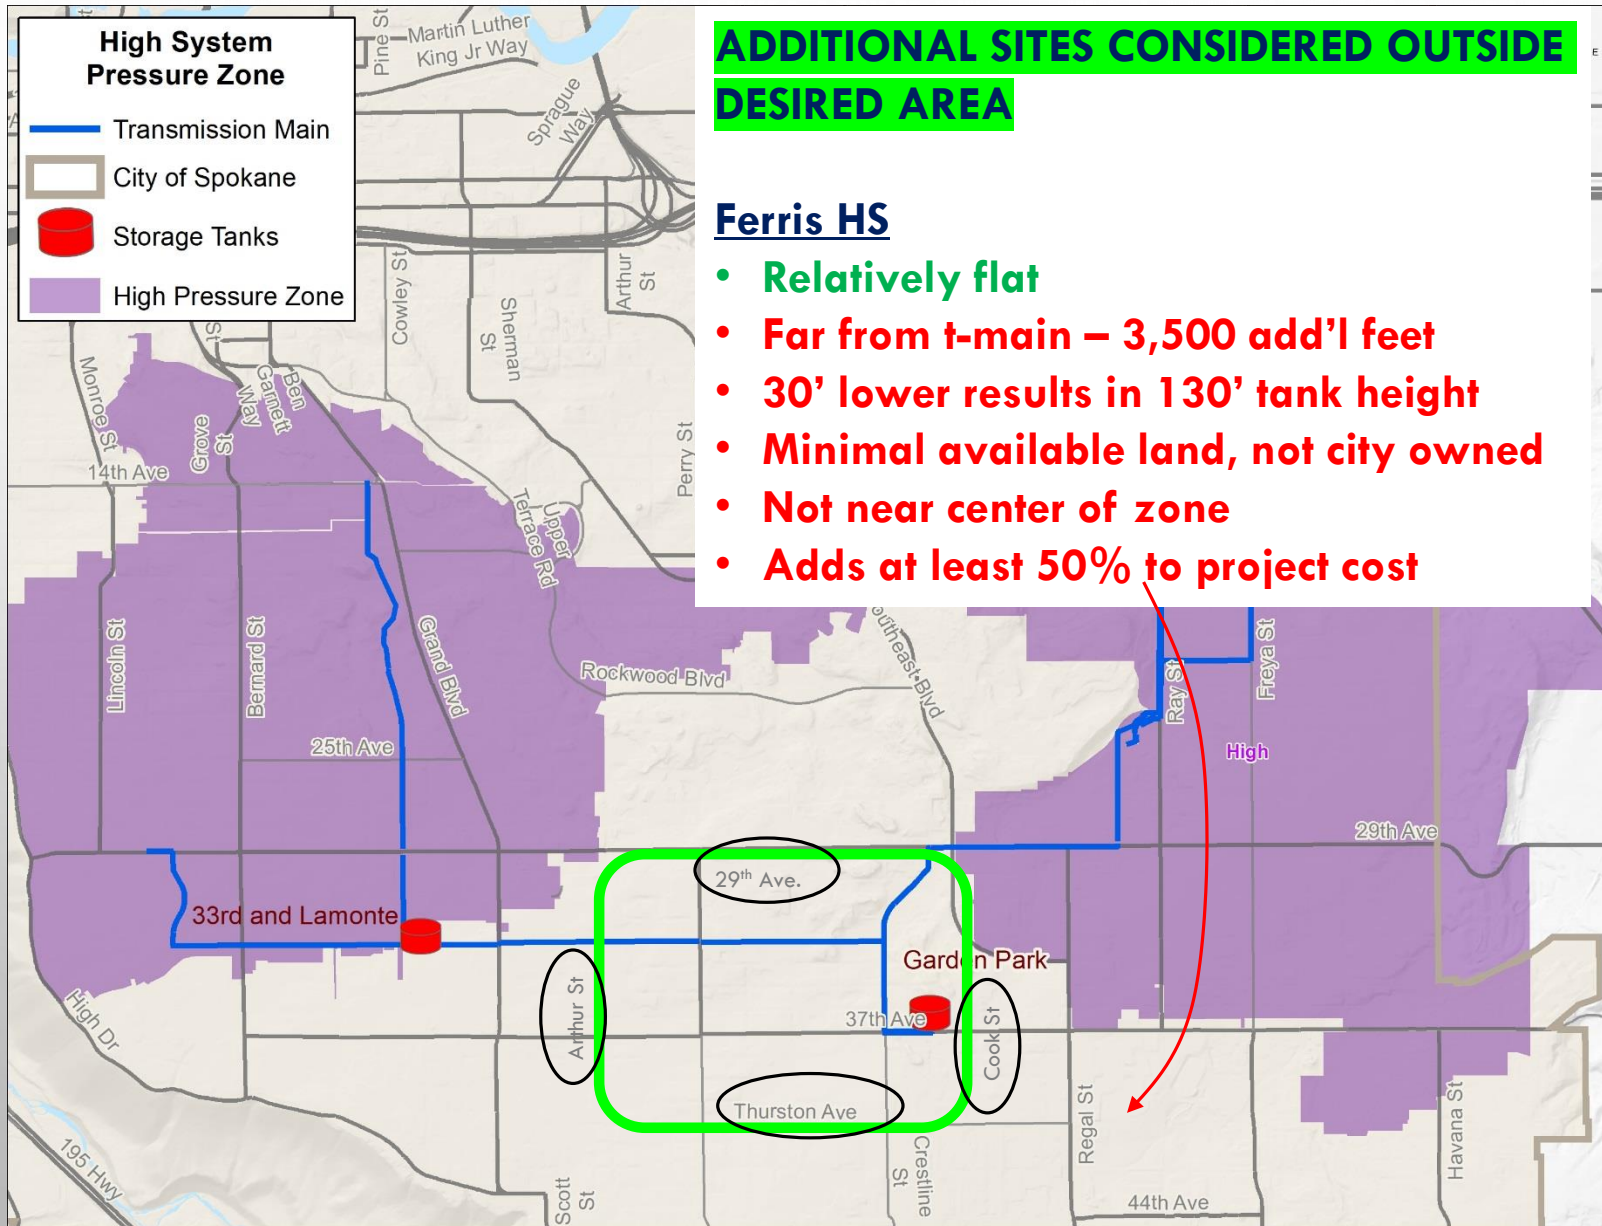 High System
Pressure Zone
Transmission Main
City of Spokane
Storage Tanks
High Pressure Zone
ADDITIONAL SITES CONSIDERED OUTSIDE
DESIRED AREA
Ferris HS
• Relatively flat
• Far from t-main – 3,500 add’l feet
• 30’ lower results in 130’ tank height
• Minimal available land, not city owned
• Not near center of zone
• Adds at least 50% to project cost
Pine St
Martin Luther
King Jr Way
Sprague
Way
Cowley St
Sherman
St
Arthur
St
Perry St
Monroe St
Grove
St
St
Garnett
Way
Ben
14th Ave
Upper
Terrace Rd
Lincoln St
Bernard St
Grand Blvd
Rockwood Blvd
outheast Blvd
Ray St
Freya St
25th Ave
High
29th Ave
29th Ave.
33rd and Lamonte
Garden Park
Arthur St
37th Ave
Cook St
High Dr
Thurston Ave
Regal St
Havana St
195 Hwy
Scott
St
Crestline
St
44th Ave
E